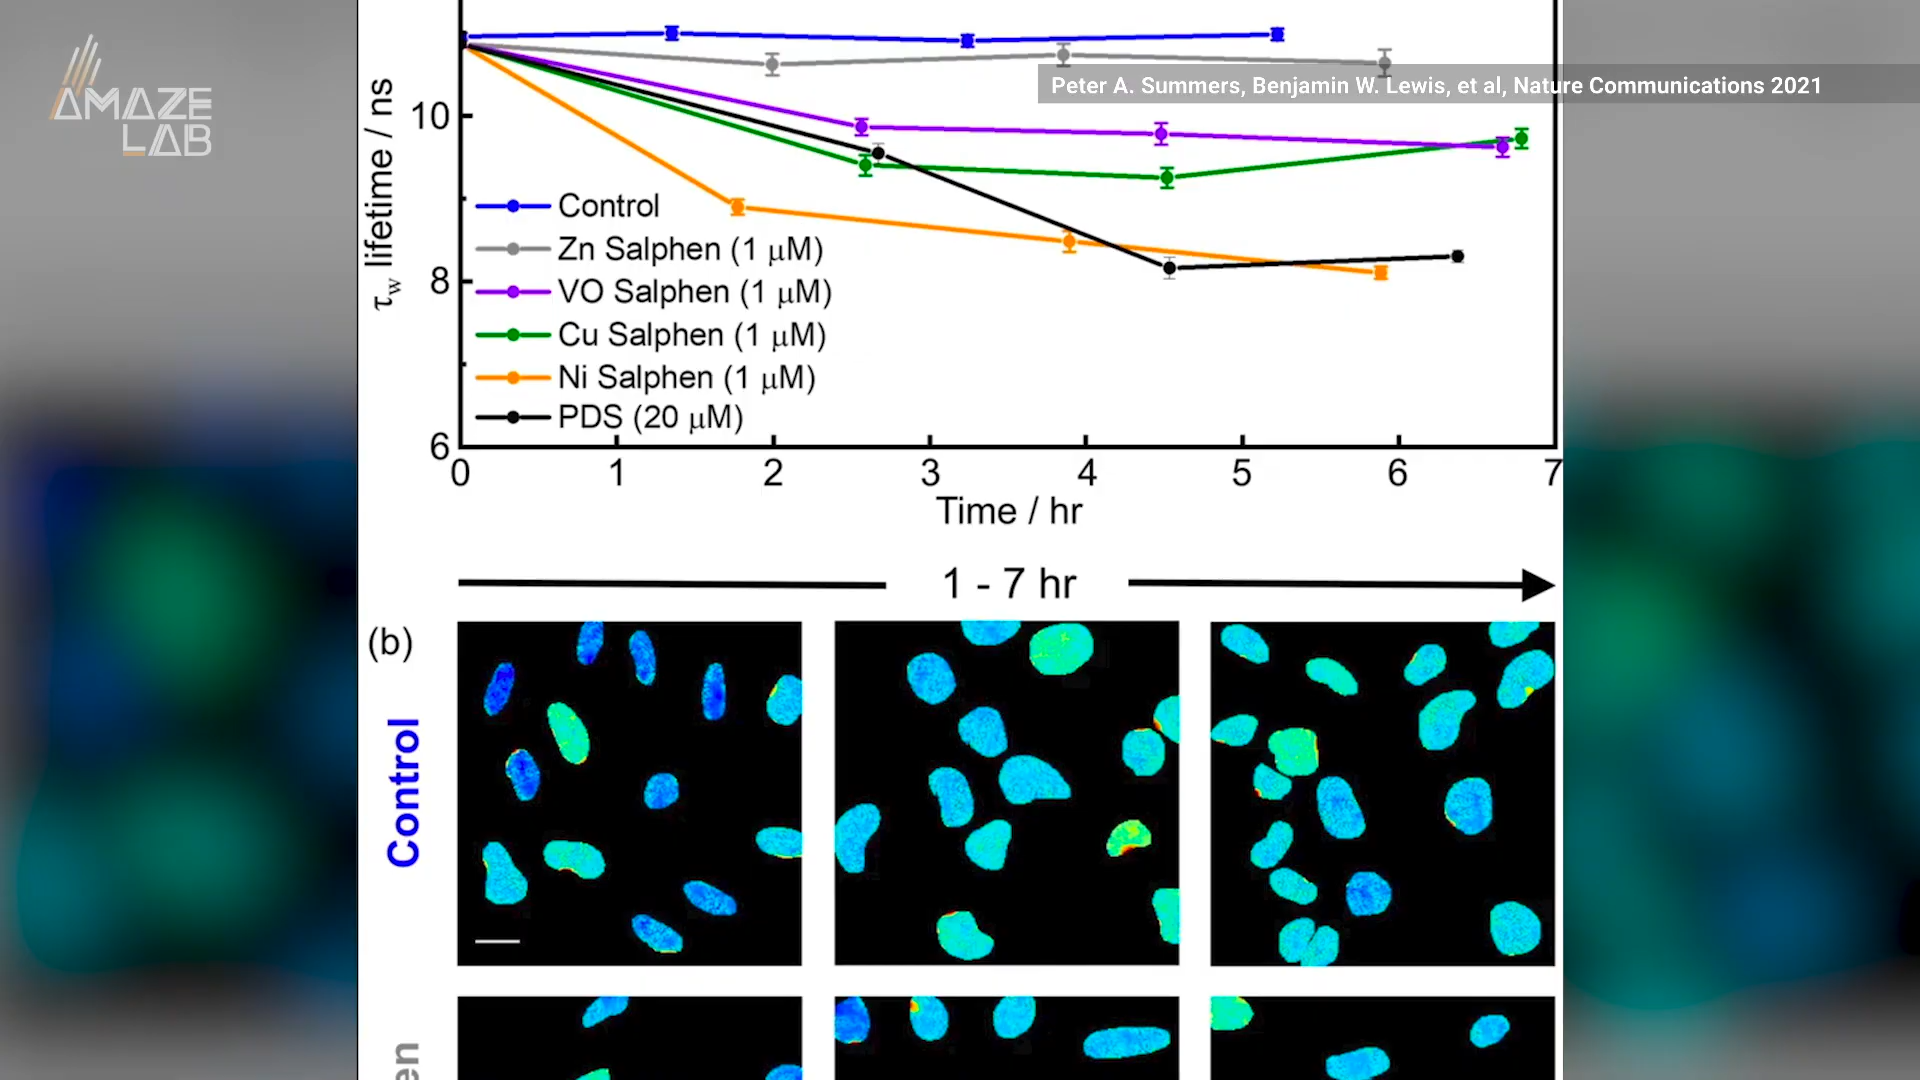 AMAZE
LAB
Peter A. Summers, Benjamin W. Lewis, et al, Nature Communications 2021
τw lifetime / ns
10
8
6
Control
Zn Salphen (1 μM)
VO Salphen (1 μM)
Cu Salphen (1 μM)
Ni Salphen (1 μM)
PDS (20 μM)
0 1 2 3 4 5 6 7
Time / hr
1 - 7 hr
(b)
Control
en